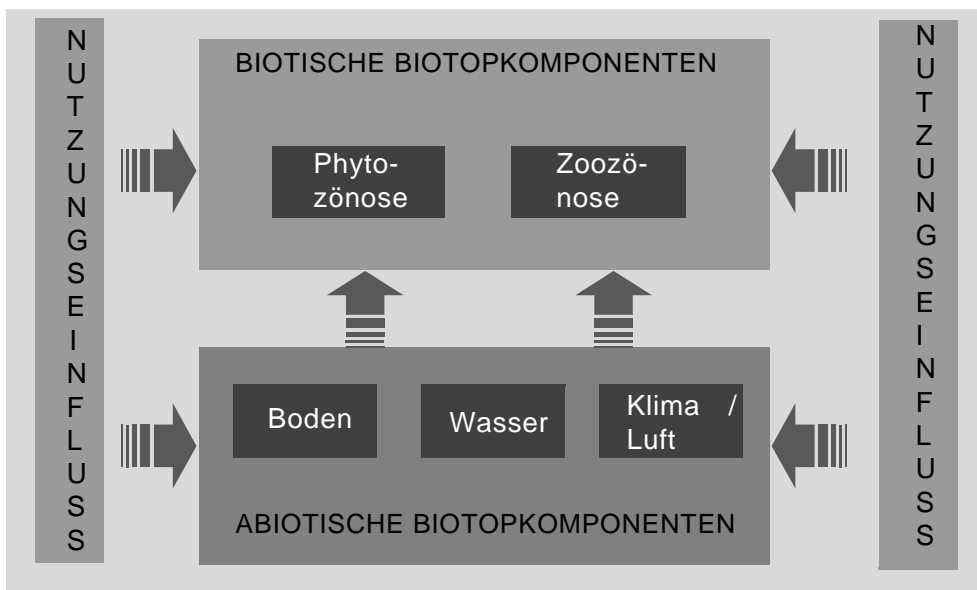 NUTZUNGSEINFLUSS
BIOTISCHE BIOTOPKOMPONENTEN
Phyto-
zönose
Zoozö-
nose
Boden
Wasser
Klima /
Luft
ABIOTISCHE BIOTOPKOMPONENTEN
NUTZUNGSEINFLUSS